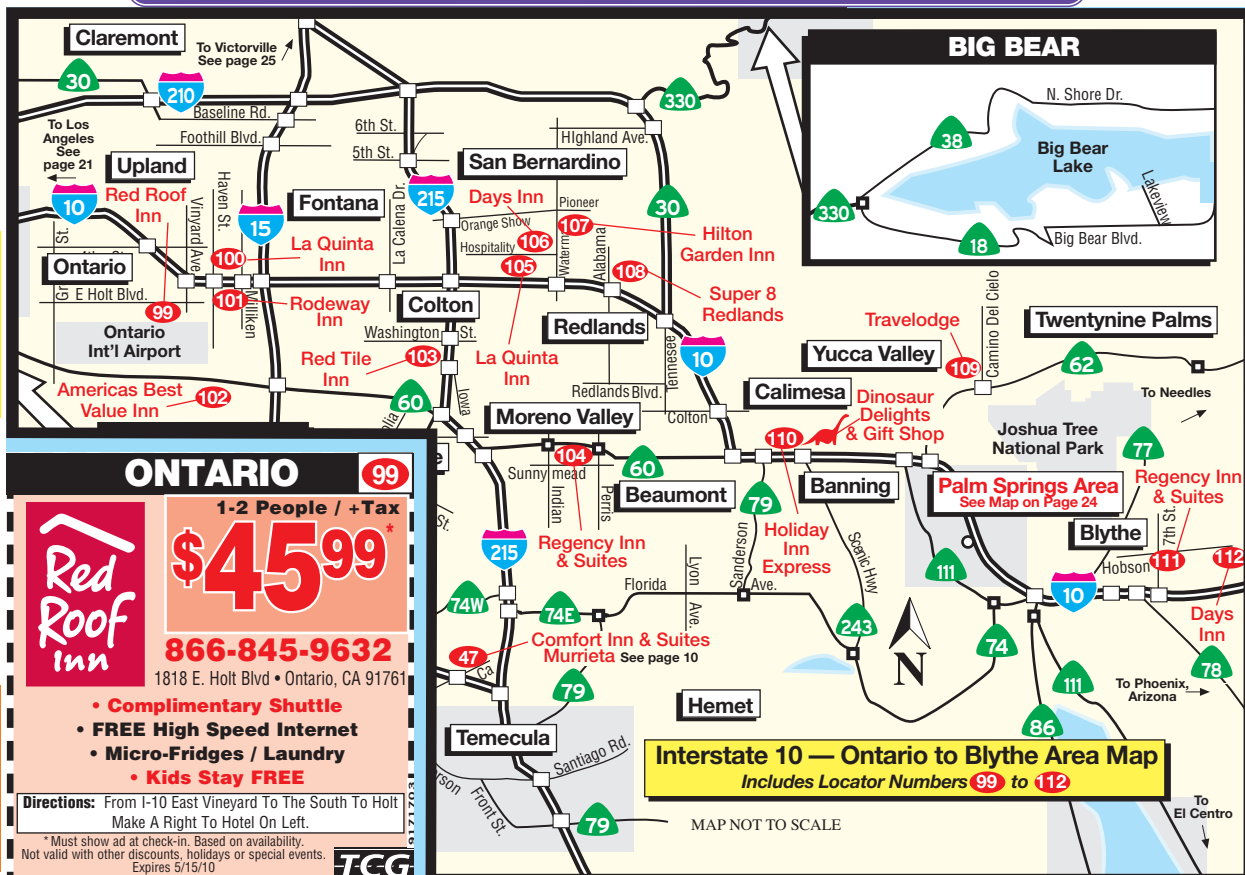 Claremont
To Victorville
See page 25
30
210
Baseline Rd.
Foothill Blvd.
To Los
Angeles
See
page 21
Upland
10
Red Roof
Inn
Vinyard Ave.
Haven St.
15
Fontana
La Calena Dr.
6th St.
5th St.
215
San Bernardino
330
HIghland Ave.
30
Days Inn
106
Orange Show
Pioneer
107
Hilton
Garden Inn
Hospitality
105
Alabama
108
Super 8
Redlands
100
La Quinta
Inn
Ontario
St.
E Holt Blvd.
99
101
Milliken
Rodeway
Inn
Colton
Ontario
Int'l Airport
Washington
St.
Red Tile
Inn
103
La Quinta
Inn
Redlands
Tennesee
10
Redlands Blvd.
Colton
Americas Best
Value Inn
102
60
Iowa
BIG BEAR
N. Shore Dr.
38
Big Bear
Lake
Lakeview
330
18
Big Bear Blvd.
Travelodge
109
Camino Del Cielo
Twentynine Palms
Yucca Valley
62
To Needles
Calimesa
Dinosaur
Delights
& Gift Shop
110
Joshua Tree
National Park
77
Moreno Valley
104
Sunny mead
Indian
Perris
60
Beaumont
79
Banning
Palm Springs Area
See Map on Page 24
Regency Inn
& Suites
Blythe
7th St.
Hobson
111
112
Days
Inn
Holiday
Inn
Express
Sanderson
Scenic Hwy
111
10
St.
215
Regency Inn
& Suites
Florida
Ave.
Lyon
Ave.
74W
74E
243
N
74
78
To Phoenix,
Arizona
111
86
47
Ca
Comfort Inn & Suites
Murrieta See page 10
79
Hemet
Temecula
Santiago Rd.
Front St.
79
Interstate 10 — Ontario to Blythe Area Map
Includes Locator Numbers 99 to 112
MAP NOT TO SCALE
To
El Centro
ONTARIO 99
Red
Roof
Inn
1-2 People / +Tax
$45 99*
866-845-9632
1818 E. Holt Blvd • Ontario, CA 91761
• Complimentary Shuttle
• FREE High Speed Internet
• Micro-Fridges / Laundry
• Kids Stay FREE
Directions: From I-10 East Vineyard To The South To Holt
Make A Right To Hotel On Left.
* Must show ad at check-in. Based on availability.
Not valid with other discounts, holidays or special events.
Expires 5/15/10
TCG